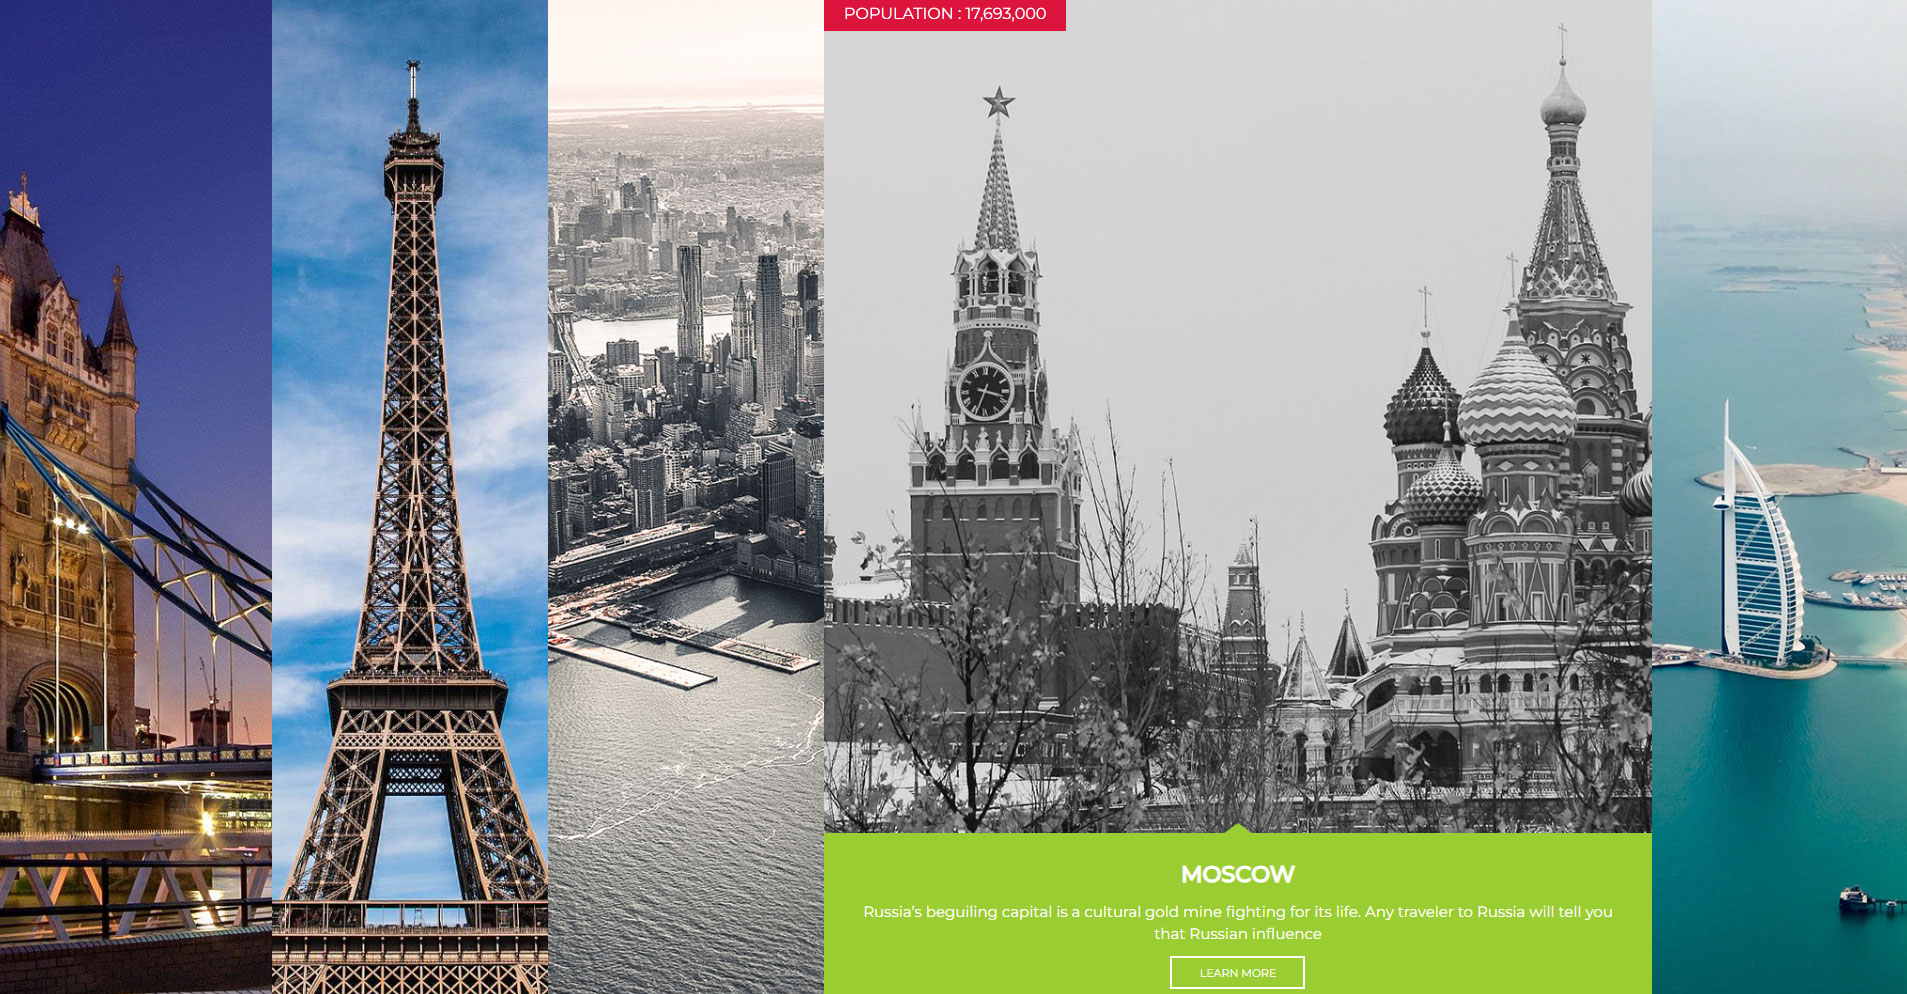 POPULATION : 17,693,000
MOSCOW
Russia's beguiling capital is a cultural gold mine fighting for its life. Any traveler to Russia will tell you
that Russian influence
LEARN MORE